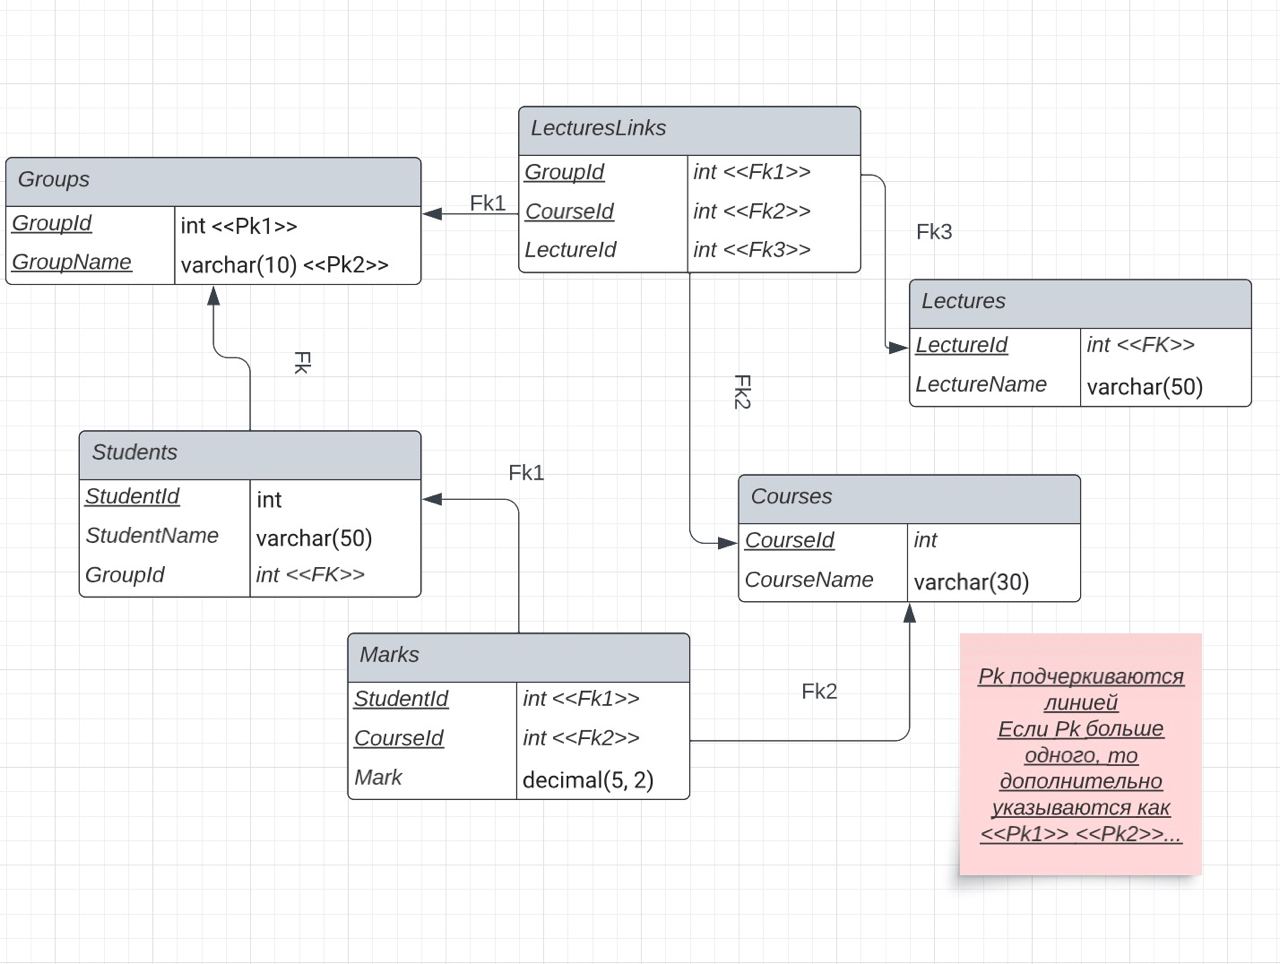 LecturesLinks
GroupId int <<Fk1>>
CourseId int <<Fk2>>
LectureId int <<Fk3>>
Groups
GroupId int <<Pk1>>
GroupName varchar(10) <<Pk2>>
Fk1
Fk3
Lectures
LectureId int <<FK>>
LectureName varchar(50)
Fk
Fk2
Students
StudentId int
StudentName varchar(50)
GroupId int <<FK>>
Fk1
Courses
CourseId int
CourseName varchar(30)
Marks
StudentId int <<Fk1>>
CourseId int <<Fk2>>
Mark decimal(5, 2)
Fk2
Pk подчеркиваются
линией
Если Pk больше
одного, то
дополнительно
указываются как
<<Pk1>> <<Pk2>>...